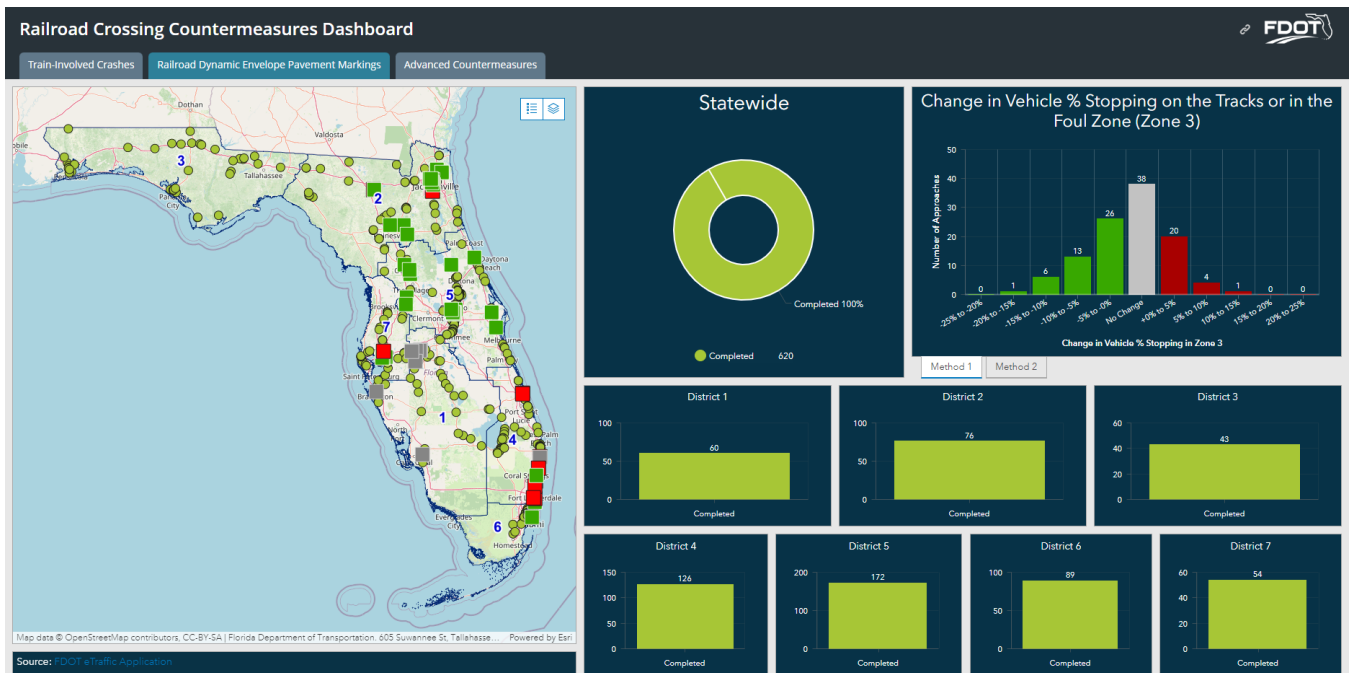 Railroad Crossing Countermeasures Dashboard
FDOT
Train-Involved Crashes
Railroad Dynamic Envelope Pavement Markings
Advanced Countermeasures
Dothan
Valdosta
3
Tallahassee
City
2
Palm Coast
Daytona
5
Clermont
7
Melbourne
1
Port St
Lucie
4
Coral
Fort
Everglades
City
6
Homestead
Map data © OpenStreetMap contributors, CC-BY-SA | Florida Department of Transportation, 605 Suwannee St, Tallahasse...
Powered by Esri
Source: FDOT eTraffic Application
Statewide
Completed 100%
Completed 620
Change in Vehicle % Stopping on the Tracks or in the
Foul Zone (Zone 3)
Number of Approaches
50
40
30
20
10
0
0
1
6
13
26
38
20
4
1
0
0
-25% to -20%
-20% to -15%
-15% to -10%
-10% to -5%
-5% to -0%
No Change
+0% to 5%
5% to 10%
10% to 15%
15% to 20%
20% to 25%
Change in Vehicle % Stopping in Zone 3
Method 1
Method 2
District 1
100
50
0
60
Completed
District 2
100
50
0
76
Completed
District 3
60
40
20
0
43
Completed
District 4
150
100
50
0
126
Completed
District 5
200
100
0
172
Completed
District 6
100
50
0
89
Completed
District 7
60
40
20
0
54
Completed